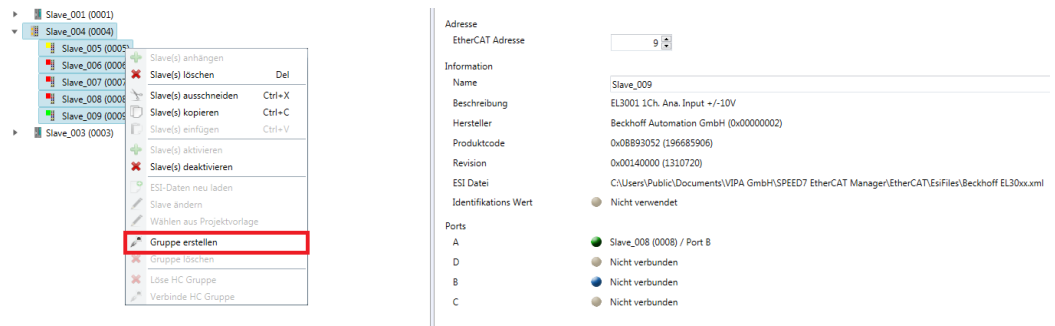 Slave_001 (0001)
Slave_004 (0004)
Slave_005 (0005)
Slave_006 (0006
Slave_007 (0007
Slave_008 (0008
Slave_009 (0009
Slave_003 (0003)
Slave(s) anhängen
Slave(s) löschen Del
Slave(s) ausschneiden Ctrl+X
Slave(s) kopieren Ctrl+C
Slave(s) einfügen Ctrl+V
Slave(s) aktivieren
Slave(s) deaktivieren
ESI-Daten neu laden
Slave ändern
Wählen aus Projektvorlage
Gruppe erstellen
Gruppe löschen
Löse HC Gruppe
Verbinde HC Gruppe
Adresse
EtherCAT Adresse 9
Information
Name Slave_009
Beschreibung EL3001 1Ch. Ana. Input +/-10V
Hersteller Beckhoff Automation GmbH (0x00000002)
Produktcode 0x0BB93052 (196685906)
Revision 0x00140000 (1310720)
ESI Datei C:\Users\Public\Documents\VIPA GmbH\SPEED7 EtherCAT Manager\EtherCAT\EsiFiles\Beckhoff EL30xx.xml
Identifikations Wert Nicht verwendet
Ports
A Slave_008 (0008) / Port B
D Nicht verbunden
B Nicht verbunden
C Nicht verbunden